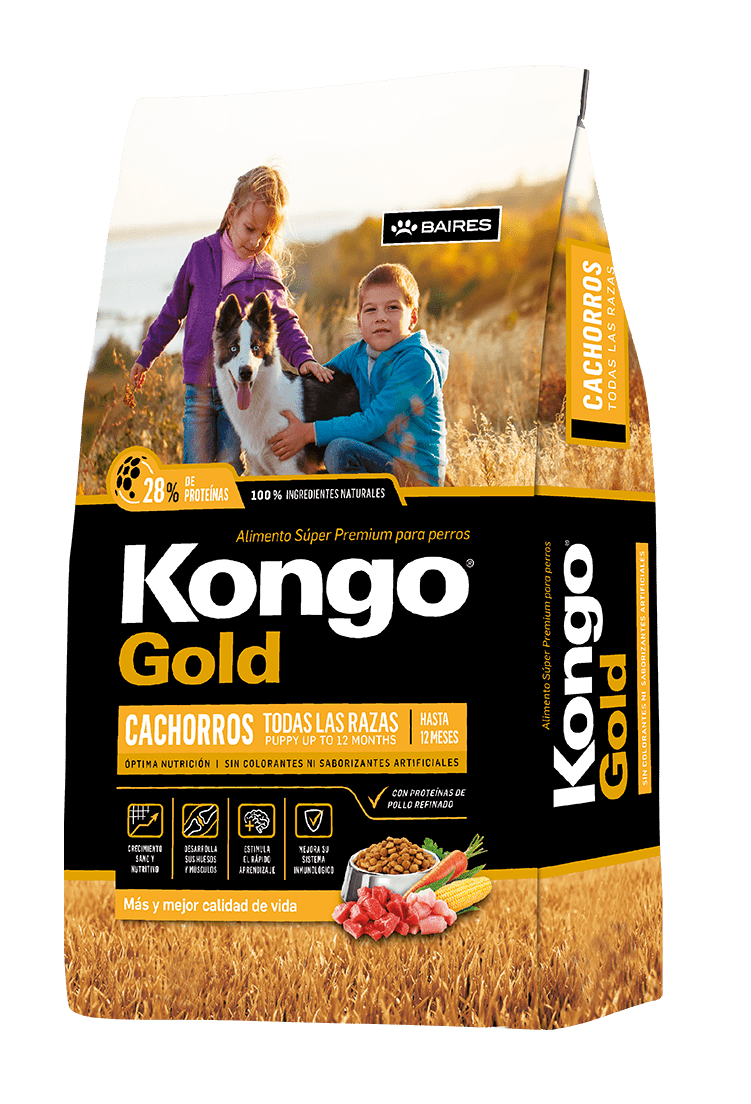 BAIRES
28% DE PROTEÍNAS
100% INGREDIENTES NATURALES
Alimento Súper Premium para perros
Kongo®
Gold
CACHORROS
TODAS LAS RAZAS
PUPPY UP TO 12 MONTHS
HASTA
12 MESES
ÓPTIMA NUTRICIÓN | SIN COLORANTES NI SABORIZANTES ARTIFICIALES
CON PROTEÍNAS DE
POLLO REFINADO
CRECIMIENTO
SANO Y
NUTRITIVO
DESARROLLA
SUS HUESOS
Y MÚSCULOS
ESTIMULA
EL RÁPIDO
APRENDIZAJE
MEJORA SU
SISTEMA
INMUNOLÓGICO
Más y mejor calidad de vida
CACHORROS
TODAS LAS RAZAS
Alimento Súper Premium para perros
Kongo®
Gold
SIN COLORANTES NI SABORIZANTES ARTIFICIALES